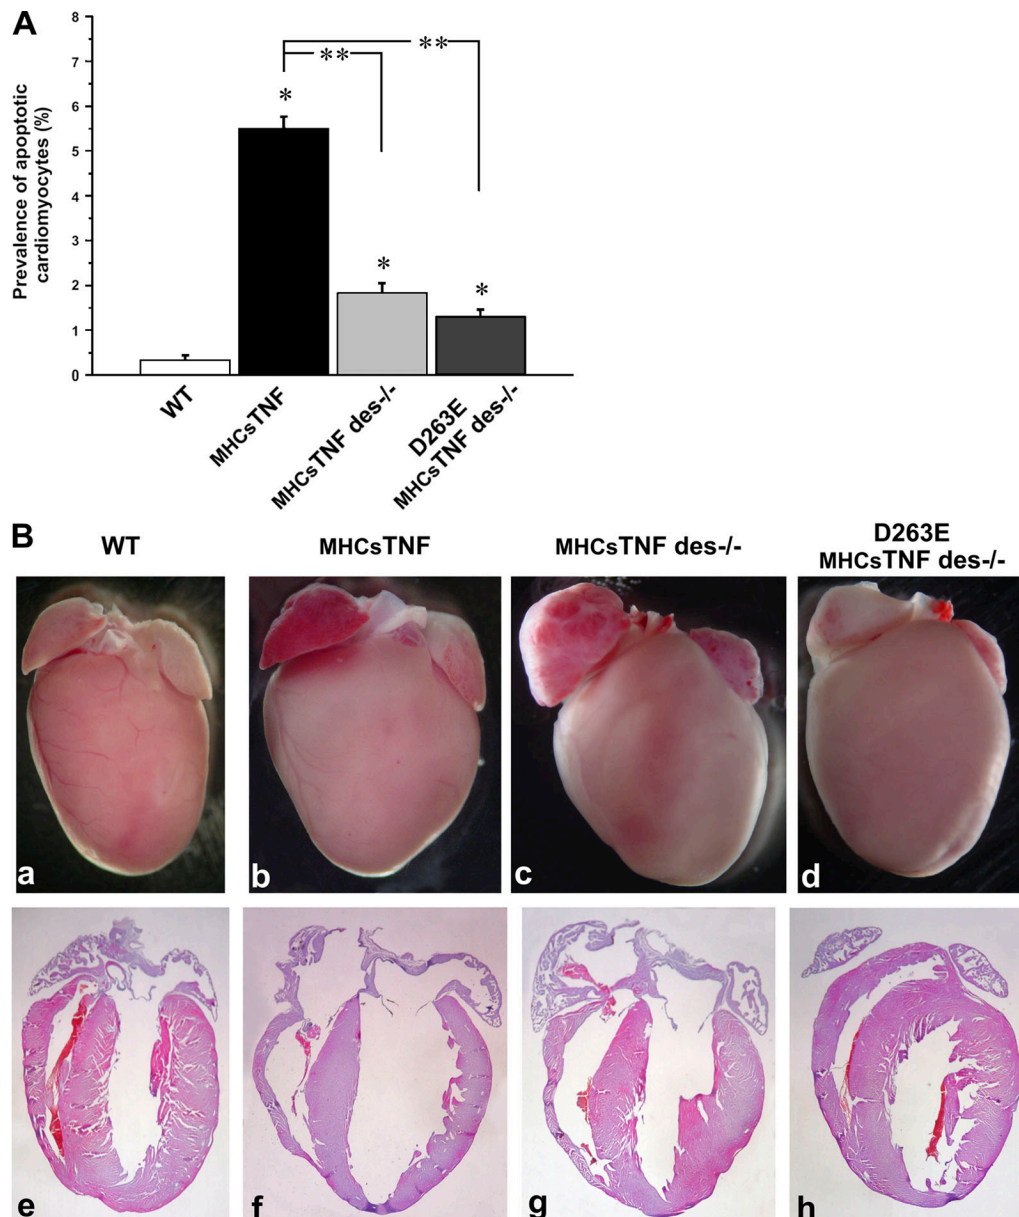 A
Prevalence of apoptotic
cardiomyocytes (%)
8
7
6
5
4
3
2
1
0
**
**
*
*
*
WT
MHCsTNF
MHCsTNF des-/-
D263E
MHCsTNF des-/-
B
WT
MHCsTNF
MHCsTNF des-/-
D263E
MHCsTNF des-/-
a
b
c
d
e
f
g
h